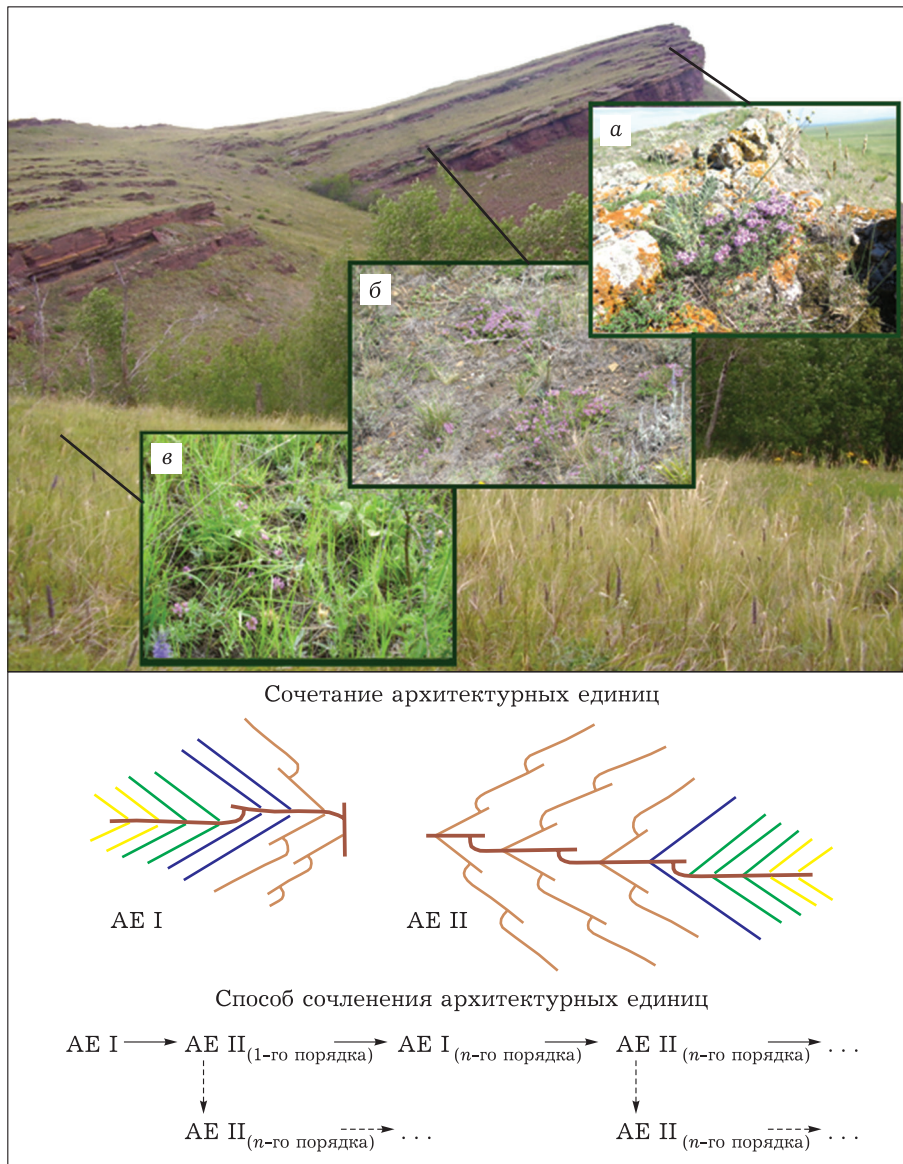 а
б
в
Сочетание архитектурных единиц
АЕ I
АЕ II
Способ сочленения архитектурных единиц
АЕ I АЕ II(1-го порядка) АЕ I(n-го порядка) АЕ II(n-го порядка) . . .
АЕ II(n-го порядка) . . . АЕ II(n-го порядка) . . .